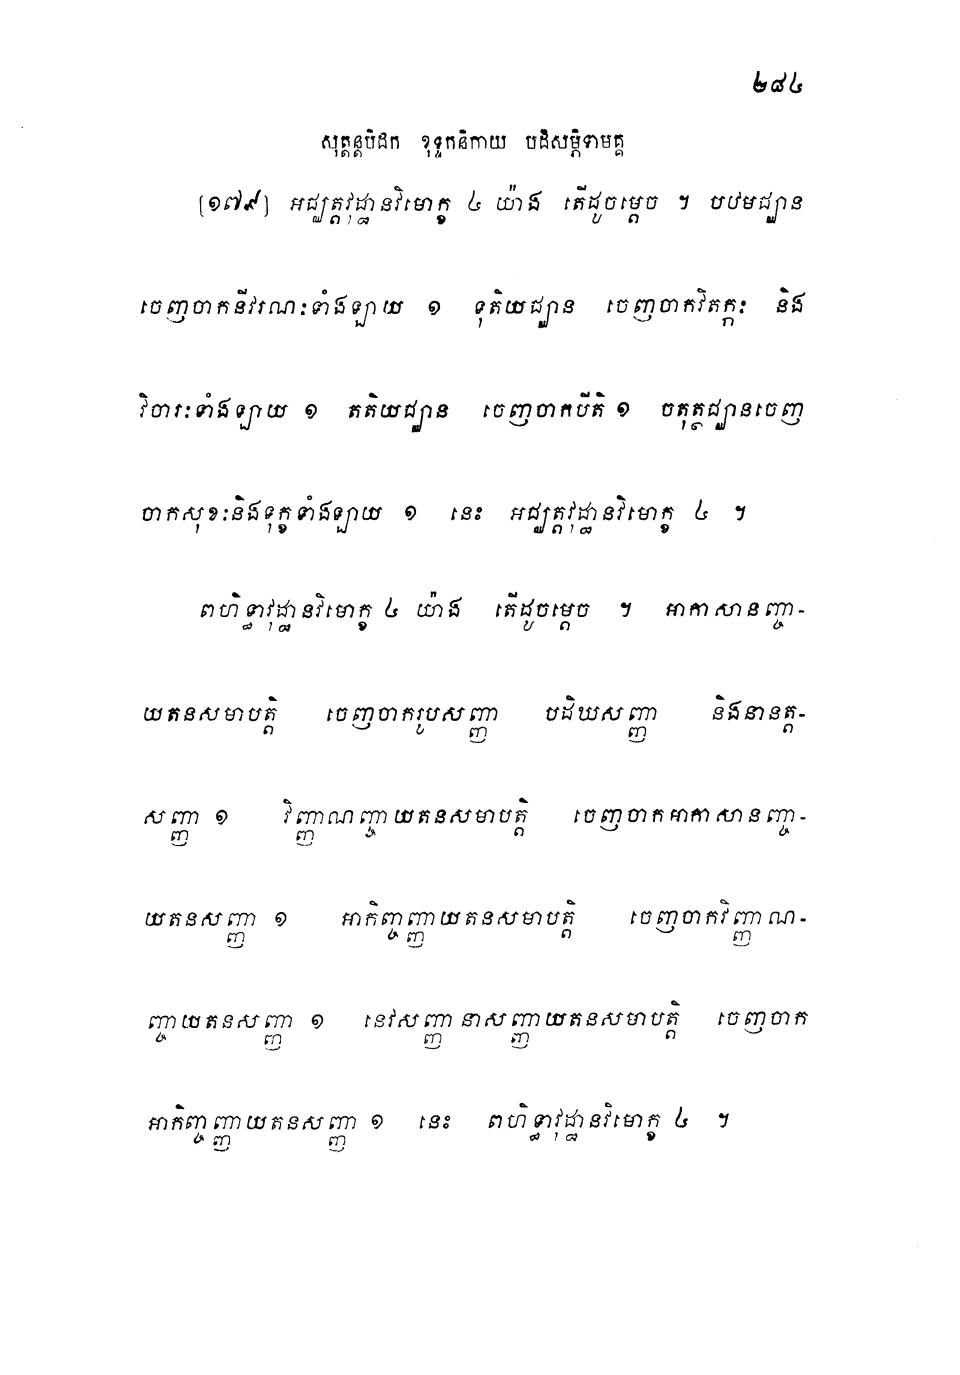 ២៨៤
សុត្តន្តបិដក ខុទ្ទកនិកាយ បដិសម្ភិទាមគ្គ
(១៧៩) អជ្ឈត្តវុដ្ឋានវិមោក្ខ ៤ យ៉ាង តើដូចម្តេច ។ បឋមជ្ឈាន
ចេញចាកនីវរណៈទាំងឡាយ ១ ទុតិយជ្ឈាន ចេញចាកវិតក្កៈ និង
វិចារៈទាំងឡាយ ១ តតិយជ្ឈាន ចេញចាកបីតិ ១ ចតុត្ថជ្ឈានចេញ
ចាកសុខៈនិងទុក្ខទាំងឡាយ ១ នេះ អជ្ឈត្តវុដ្ឋានវិមោក្ខ ៤ ។
ពហិទ្ធាវុដ្ឋានវិមោក្ខ ៤ យ៉ាង តើដូចម្តេច ។ អាកាសានញ្ចា-
យតនសមាបត្តិ ចេញចាករូបសញ្ញា បដិឃសញ្ញា និងនានត្ត-
សញ្ញា ១ វិញ្ញាណញ្ចាយតនសមាបត្តិ ចេញចាកអាកាសានញ្ចា-
យតនសញ្ញា ១ អាកិញ្ចញ្ញាយតនសមាបត្តិ ចេញចាកវិញ្ញាណ-
ញ្ចាយតនសញ្ញា ១ នេវសញ្ញានាសញ្ញាយតនសមាបត្តិ ចេញចាក
អាកិញ្ចញ្ញាយតនសញ្ញា ១ នេះ ពហិទ្ធាវុដ្ឋានវិមោក្ខ ៤ ។